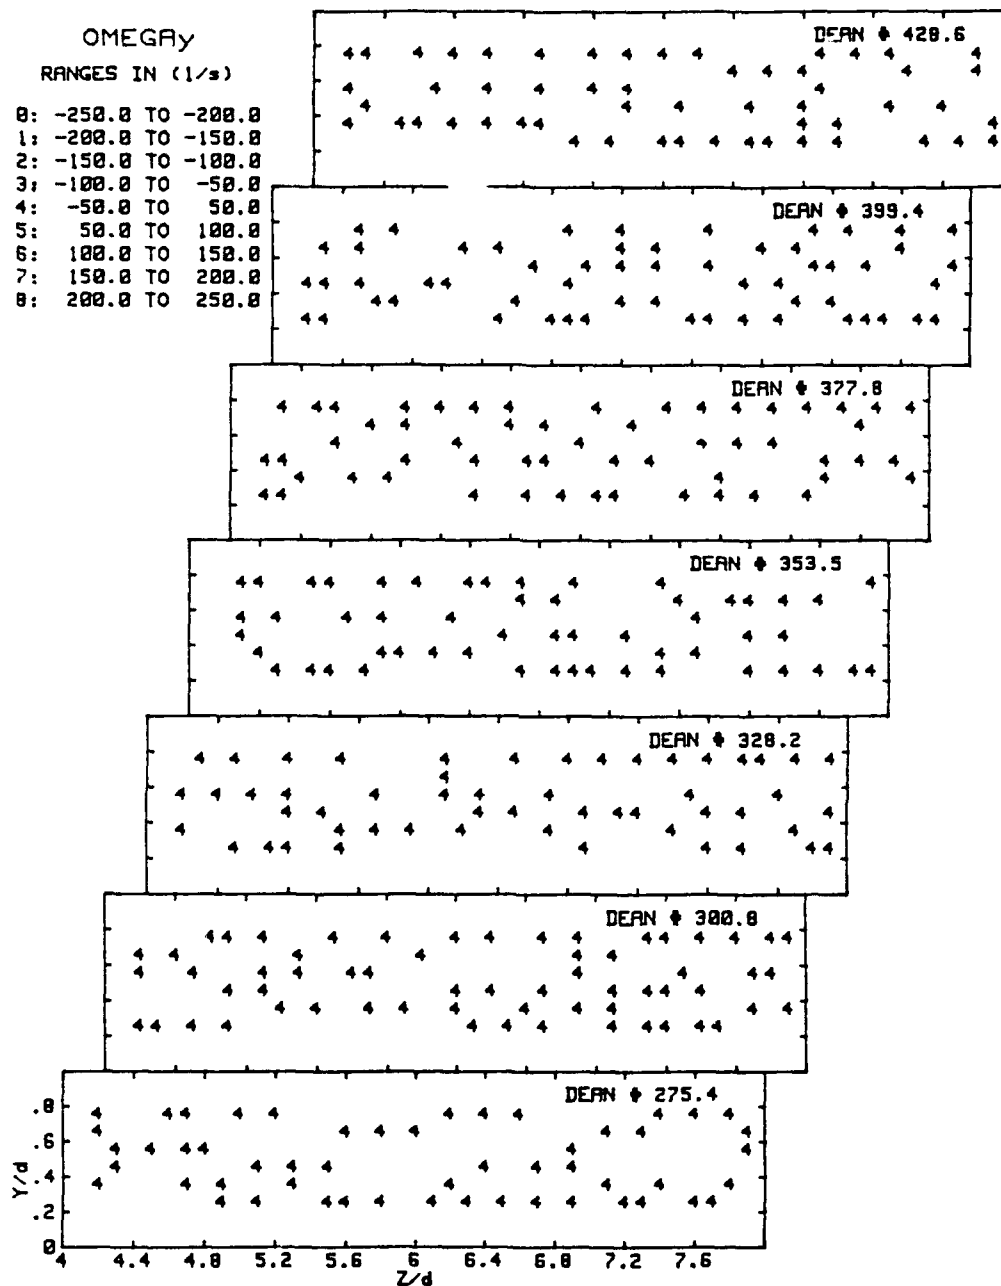 OMEGAy
RANGES IN (1/s)
0: -250.0 TO -200.0
1: -200.0 TO -150.0
2: -150.0 TO -100.0
3: -100.0 TO -50.0
4: -50.0 TO 50.0
5: 50.0 TO 100.0
6: 100.0 TO 150.0
7: 150.0 TO 200.0
8: 200.0 TO 250.0
DEAN # 428.6
DEAN # 399.4
DEAN # 377.8
DEAN # 353.5
DEAN # 328.2
DEAN # 300.8
DEAN # 275.4
.8
.6
.4
.2
0
Y/d
4 4.4 4.8 5.2 5.6 6 6.4 6.8 7.2 7.6
Z/d